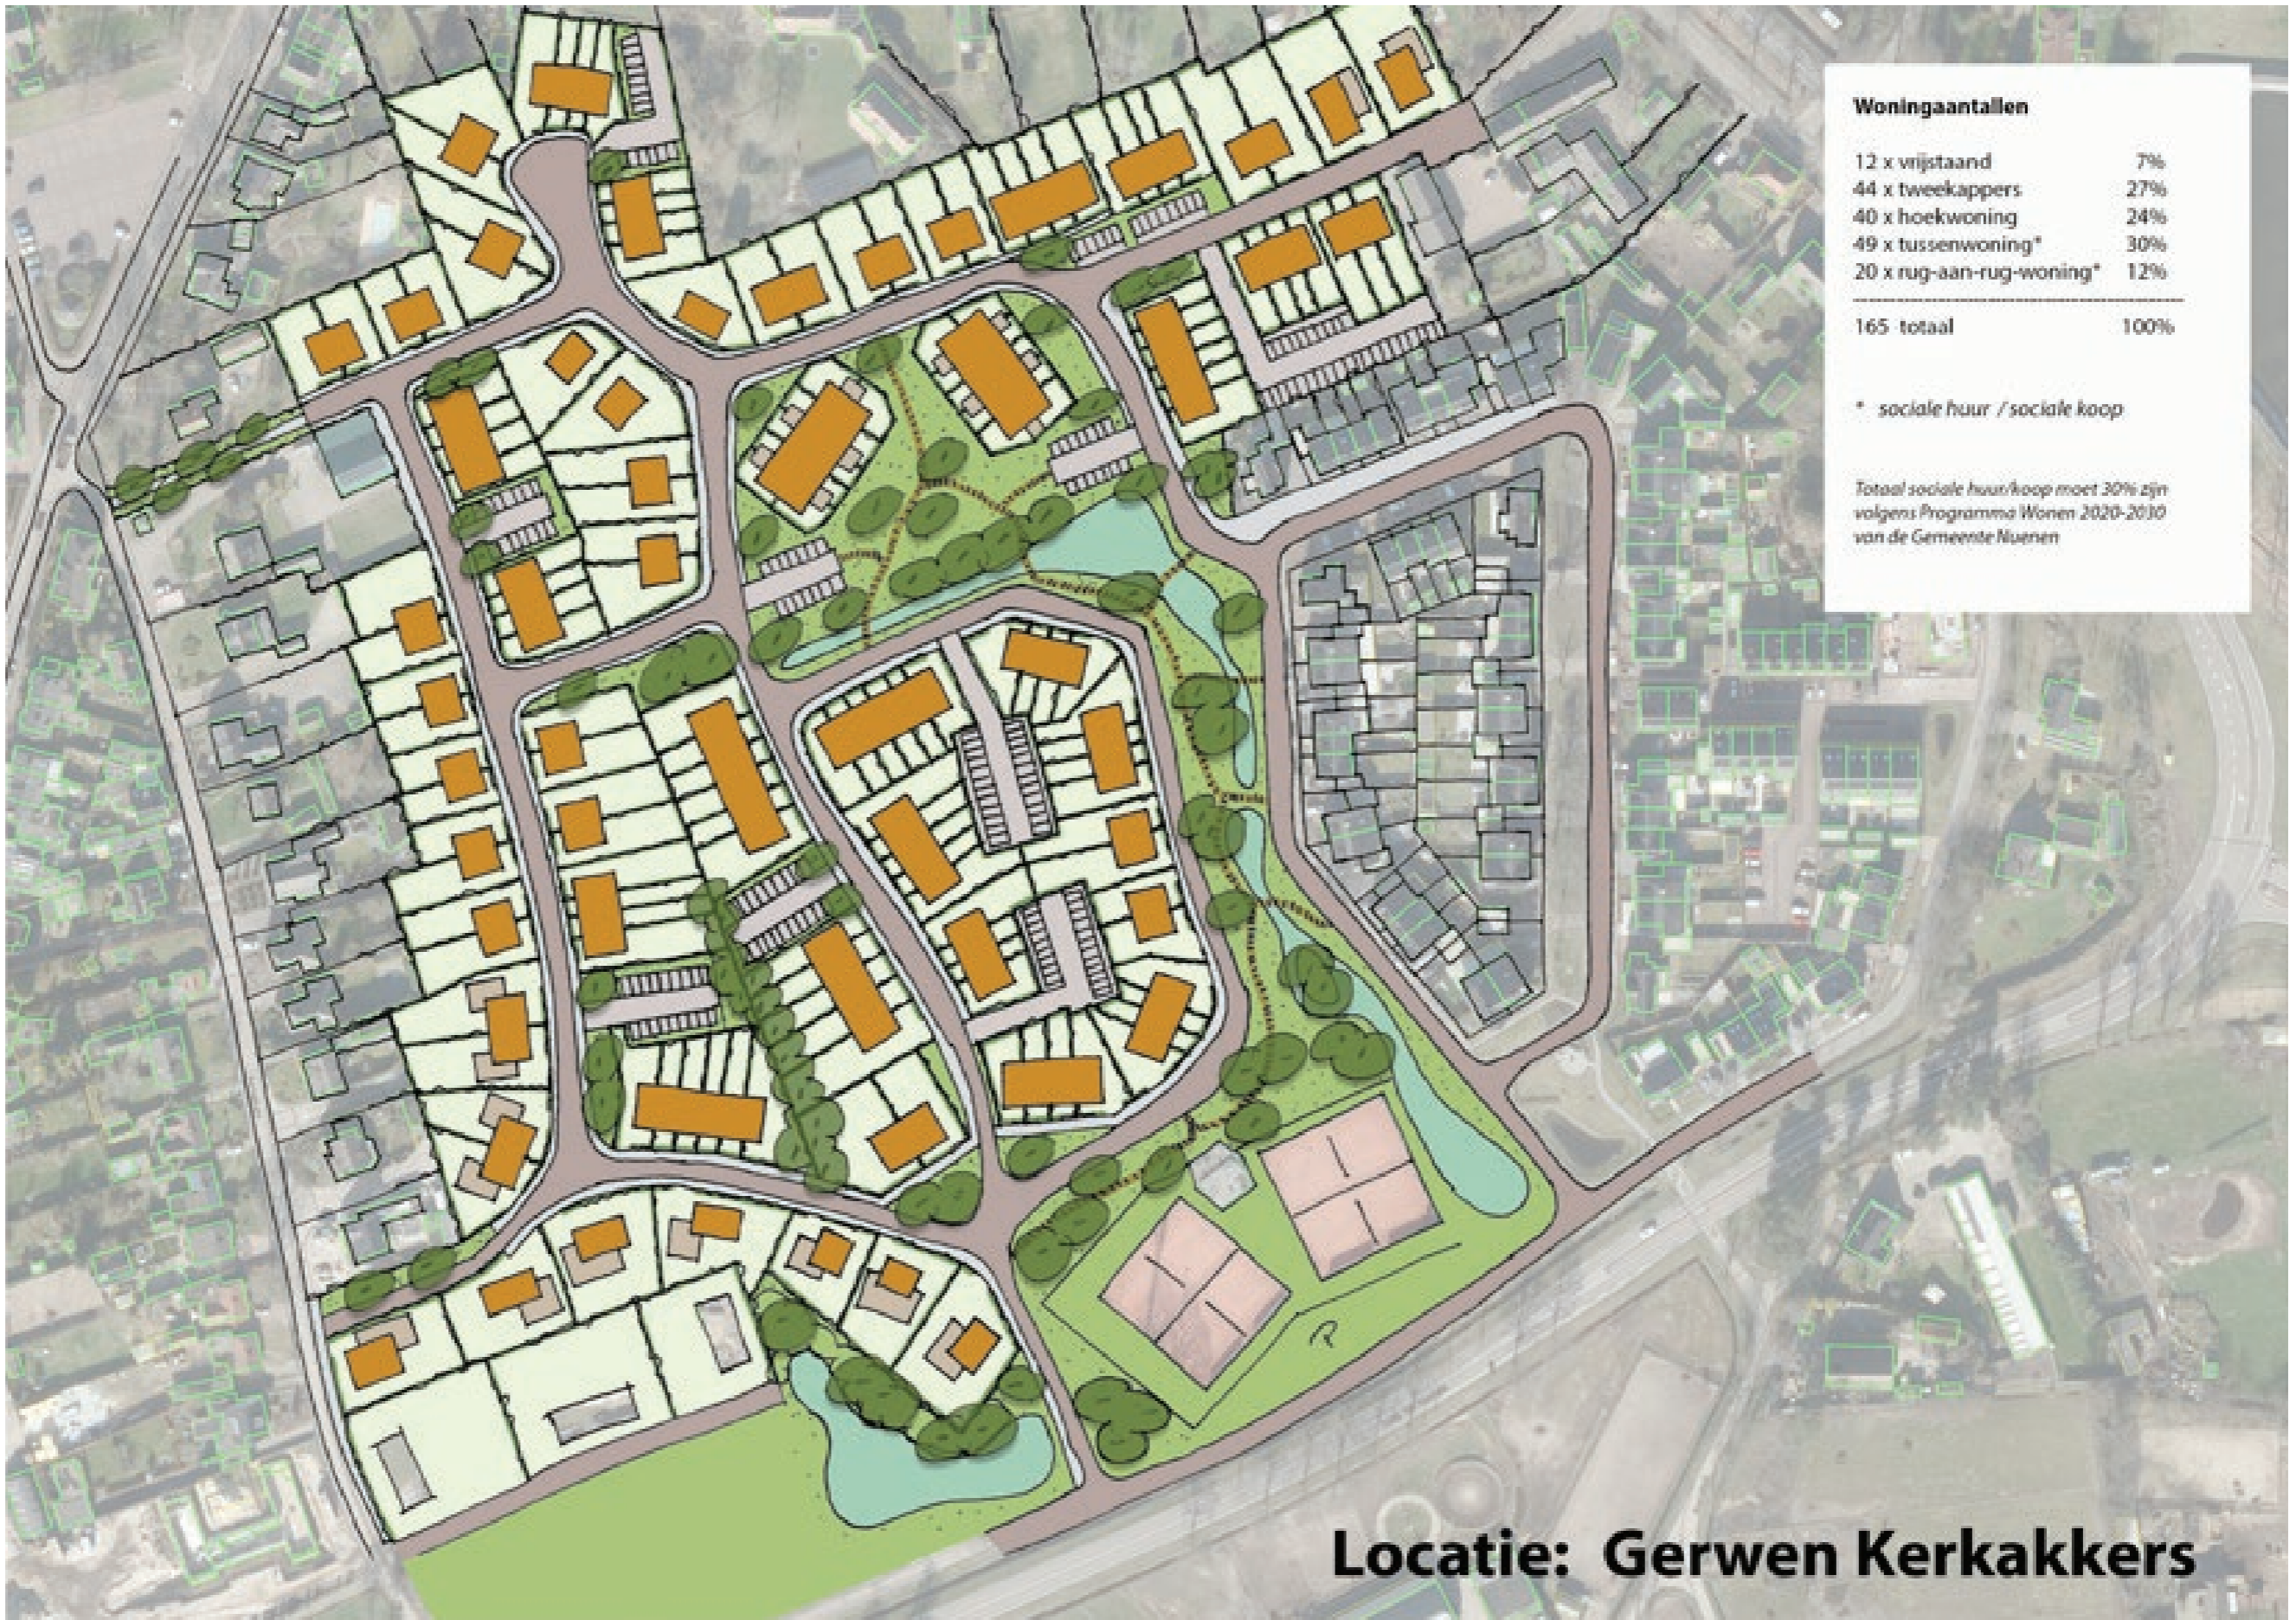 Woningaantallen
12 x vrijstaand 7%
44 x tweekappers 27%
40 x hoekwoning 24%
49 x tussenwoning* 30%
20 x rug-aan-rug-woning* 12%
165 totaal 100%
* sociale huur / sociale koop
Totaal sociale huur/koop moet 30% zijn
volgens Programma Wonen 2020-2030
van de Gemeente Nuenen
P
Locatie: Gerwen Kerkakkers